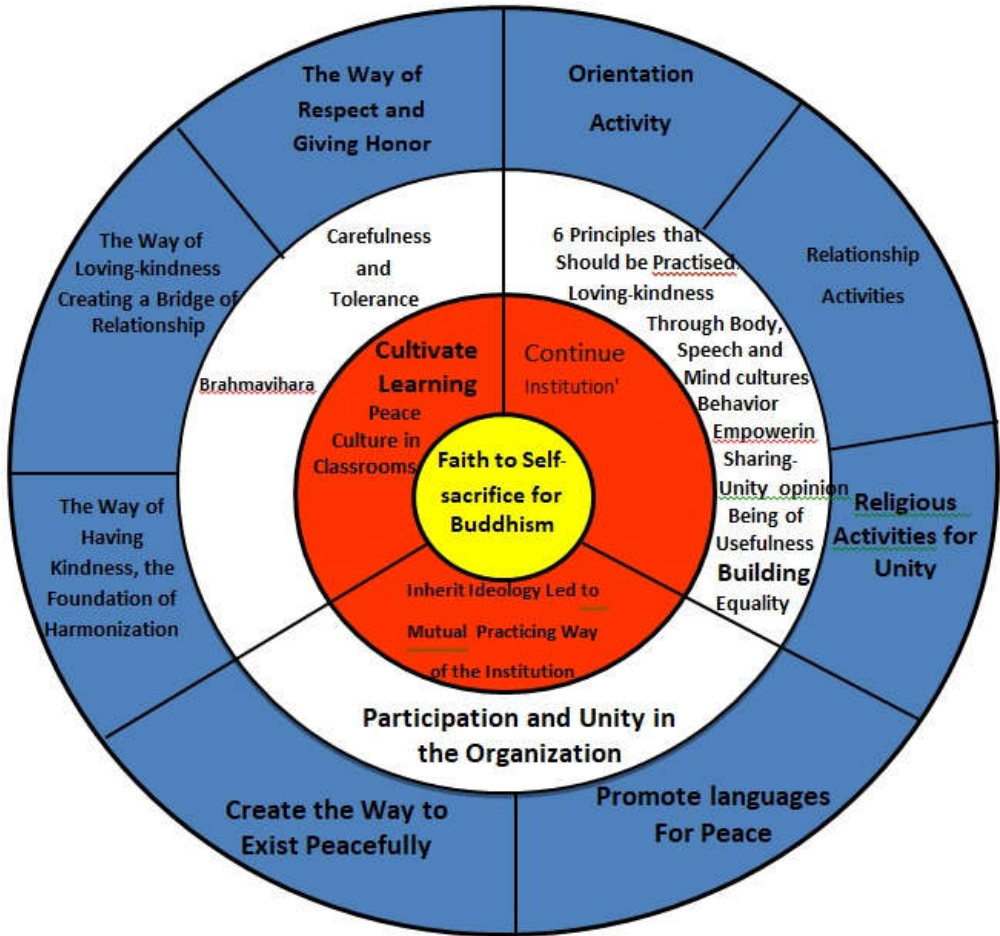 The Way of
Respect and
Giving Honor
Orientation
Activity
The Way of
Loving-kindness
Creating a Bridge of
Relationship
Relationship
Activities
The Way of
Having
Kindness, the
Foundation of
Harmonization
Religious
Activities for
Unity
Create the Way to
Exist Peacefully
Promote languages
For Peace
Carefulness
and
Tolerance
Brahmavihara
6 Principles that
Should be Practised.
Loving-kindness
Through Body,
Speech and
Mind cultures
Behavior
Empowerin
Sharing-
Unity opinion
Being of
Usefulness
Building
Equality
Participation and Unity in
the Organization
Cultivate
Learning
Peace
Culture in
Classrooms
Continue
Institution'
Inherit Ideology Led to
Mutual Practicing Way
of the Institution
Faith to Self-
sacrifice for
Buddhism